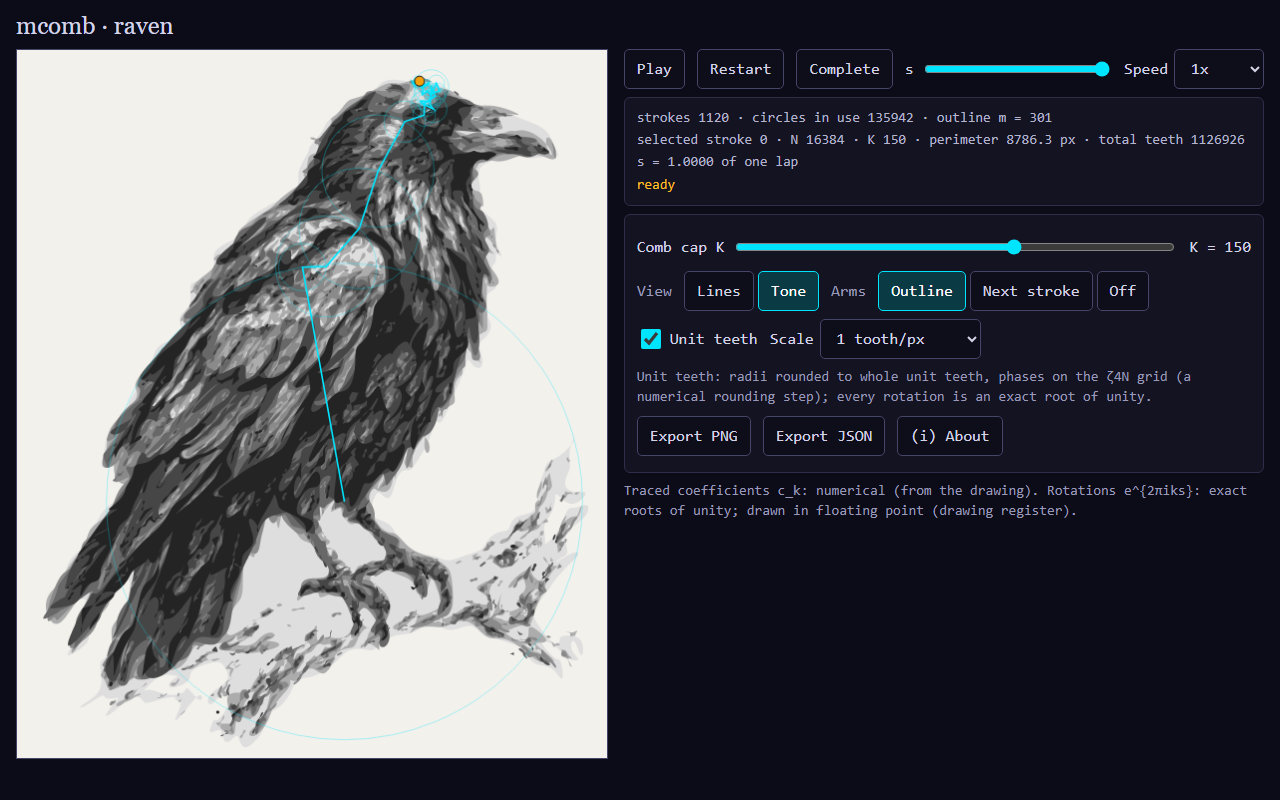 mcomb · raven
Play Restart Complete s Speed 1x
strokes 1120 · circles in use 135942 · outline m = 301
selected stroke 0 · N 16384 · K 150 · perimeter 8786.3 px · total teeth 1126926
s = 1.0000 of one lap
ready
Comb cap K K = 150
View Lines Tone Arms Outline Next stroke Off
Unit teeth Scale 1 tooth/px
Unit teeth: radii rounded to whole unit teeth, phases on the ζ4N grid (a
numerical rounding step); every rotation is an exact root of unity.
Export PNG Export JSON (i) About
Traced coefficients c_k: numerical (from the drawing). Rotations e^{2πiks}: exact
roots of unity; drawn in floating point (drawing register).